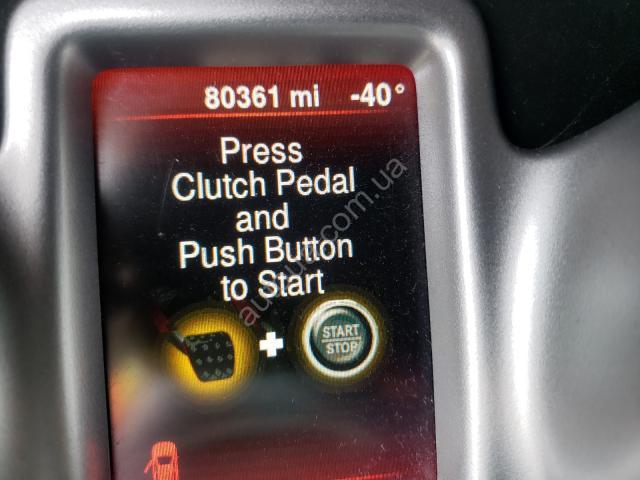 80361 mi -40°
Press
Clutch Pedal
and
Push Button
to Start
START
STOP